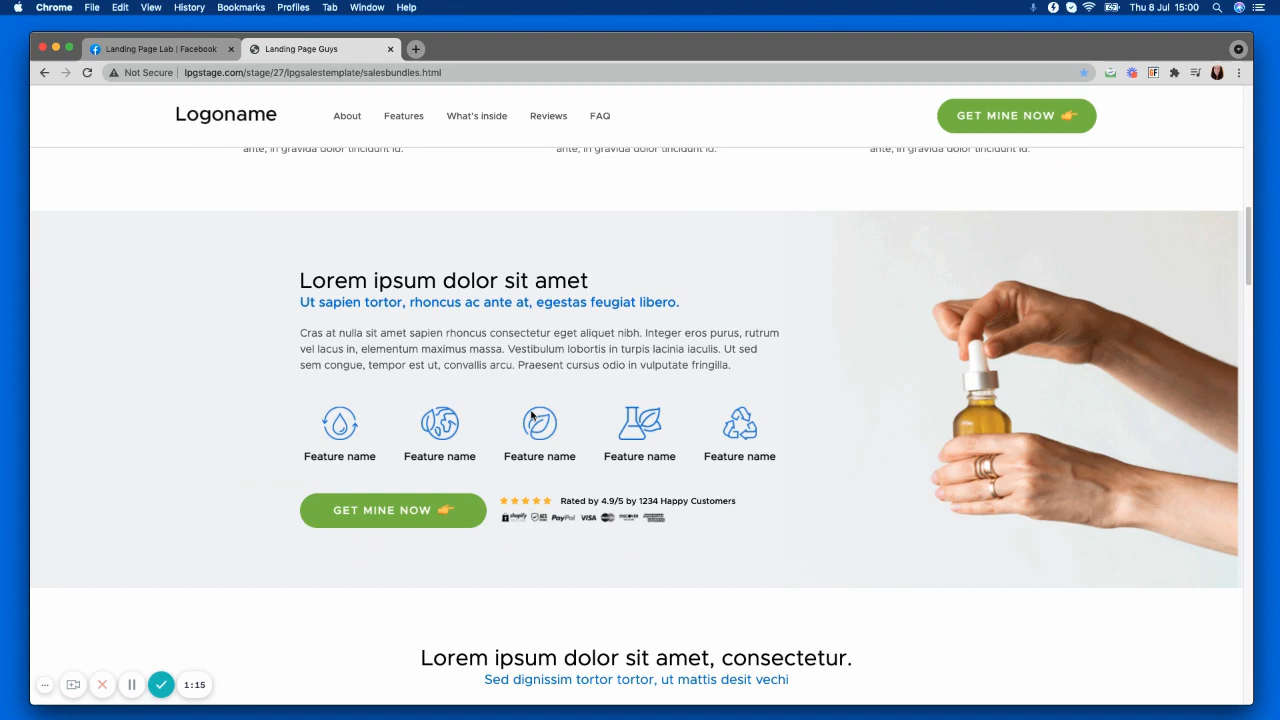 Chrome File Edit View History Bookmarks Profiles Tab Window Help Thu 8 Jul 15:00
Landing Page Lab | Facebook Landing Page Guys
Not Secure lpgstage.com/stage/27/lpgsalestemplate/salesbundles.html
Logoname About Features What's inside Reviews FAQ GET MINE NOW 👉
ante, in gravida dolor tincidunt id. ante, in gravida dolor tincidunt id. ante, in gravida dolor tincidunt id.
Lorem ipsum dolor sit amet
Ut sapien tortor, rhoncus ac ante at, egestas feugiat libero.
Cras at nulla sit amet sapien rhoncus consectetur eget aliquet nibh. Integer eros purus, rutrum
vel lacus in, elementum maximus massa. Vestibulum lobortis in turpis lacinia iaculis. Ut sed
sem congue, tempor est ut, convallis arcu. Praesent cursus odio in vulputate fringilla.
Feature name Feature name Feature name Feature name Feature name
GET MINE NOW 👉 Rated by 4.9/5 by 1234 Happy Customers
shopify PayPal VISA
Lorem ipsum dolor sit amet, consectetur.
Sed dignissim tortor tortor, ut mattis desit vechi
1:15